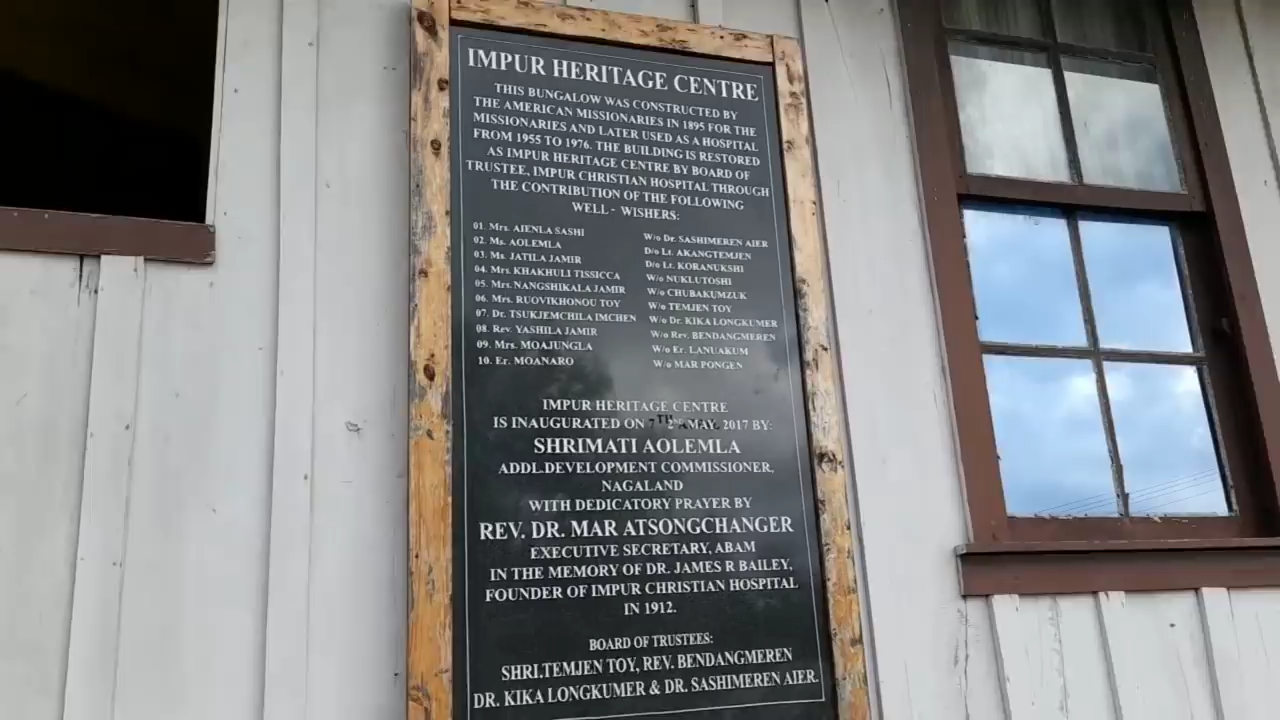 IMPUR HERITAGE CENTRE
THIS BUNGALOW WAS CONSTRUCTED BY
THE AMERICAN MISSIONARIES IN 1895 FOR THE
MISSIONARIES AND LATER USED AS A HOSPITAL
FROM 1955 TO 1976. THE BUILDING IS RESTORED
AS IMPUR HERITAGE CENTRE BY BOARD OF
TRUSTEE, IMPUR CHRISTIAN HOSPITAL THROUGH
THE CONTRIBUTION OF THE FOLLOWING
WELL - WISHERS:
01. Mrs. AIENLA SASHI W/o Dr. SASHIMEREN AIER
02. Ms. AOLEMLA D/o Lt. AKANGTEMJEN
03. Ms. JATILA JAMIR D/o Lt. KORANUKSHI
04. Mrs. KHAKHULI TISSICCA W/o NUKLUTOSHI
05. Mrs. NANGSHIKALA JAMIR W/o CHUBAKUMZUK
06. Mrs. RUOVIKHONOU TOY W/o TEMJEN TOY
07. Dr. TSUKJEMCHILA IMCHEN W/o Dr. KIKA LONGKUMER
08. Rev. YASHILA JAMIR W/o Rev. BENDANGMEREN
09. Mrs. MOAJUNGLA W/o Er. LANUAKUM
10. Er. MOANARO W/o MAR PONGEN
IMPUR HERITAGE CENTRE
IS INAUGURATED ON MAY, 2017 BY:
SHRIMATI AOLEMLA
ADDL.DEVELOPMENT COMMISSIONER,
NAGALAND
WITH DEDICATORY PRAYER BY
REV. DR. MAR ATSONGCHANGER
EXECUTIVE SECRETARY, ABAM
IN THE MEMORY OF DR. JAMES R BAILEY,
FOUNDER OF IMPUR CHRISTIAN HOSPITAL
IN 1912.
BOARD OF TRUSTEES:
SHRI.TEMJEN TOY, REV. BENDANGMEREN
DR. KIKA LONGKUMER & DR. SASHIMEREN AIER.